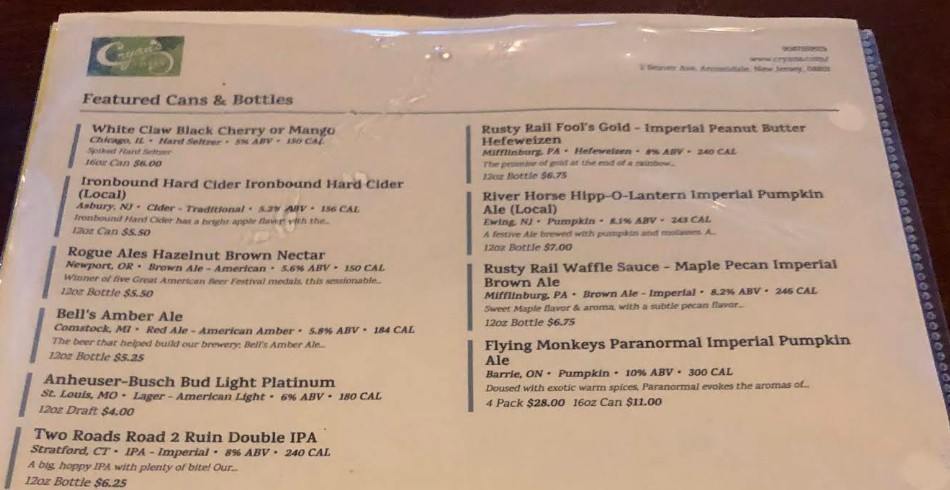 Cryan's
www.cryans.com/
Annandale, New Jersey, 08801
Featured Cans & Bottles
White Claw Black Cherry or Mango
Chicago, IL • Hard Seltzer • 5% ABV • 150 CAL
Spiked Hard Seltzer
16oz Can $6.00
Ironbound Hard Cider Ironbound Hard Cider
(Local)
Asbury, NJ • Cider - Traditional • 5.2% ABV • 156 CAL
Ironbound Hard Cider has a bright apple flavor with the...
12oz Can $5.50
Rogue Ales Hazelnut Brown Nectar
Newport, OR • Brown Ale - American • 5.6% ABV • 150 CAL
Winner of five Great American Beer Festival medals, this sessionable...
12oz Bottle $5.50
Bell's Amber Ale
Comstock, MI • Red Ale - American Amber • 5.8% ABV • 184 CAL
The beer that helped build our brewery; Bell's Amber Ale...
12oz Bottle $5.25
Anheuser-Busch Bud Light Platinum
St. Louis, MO • Lager - American Light • 6% ABV • 180 CAL
12oz Draft $4.00
Two Roads Road 2 Ruin Double IPA
Stratford, CT • IPA - Imperial • 8% ABV • 240 CAL
A big, hoppy IPA with plenty of bite! Our...
12oz Bottle $6.25
Rusty Rail Fool's Gold - Imperial Peanut Butter
Hefeweizen
Mifflinburg, PA • Hefeweizen • 8% ABV • 240 CAL
The promise of gold at the end of a rainbow...
12oz Bottle $6.75
River Horse Hipp-O-Lantern Imperial Pumpkin
Ale (Local)
Ewing, NJ • Pumpkin • 8.1% ABV • 243 CAL
A festive Ale brewed with pumpkin and molasses. A...
12oz Bottle $7.00
Rusty Rail Waffle Sauce - Maple Pecan Imperial
Brown Ale
Mifflinburg, PA • Brown Ale - Imperial • 8.2% ABV • 246 CAL
Sweet Maple flavor & aroma, with a subtle pecan flavor...
12oz Bottle $6.75
Flying Monkeys Paranormal Imperial Pumpkin
Ale
Barrie, ON • Pumpkin • 10% ABV • 300 CAL
Doused with exotic warm spices, Paranormal evokes the aromas of...
4 Pack $28.00 16oz Can $11.00